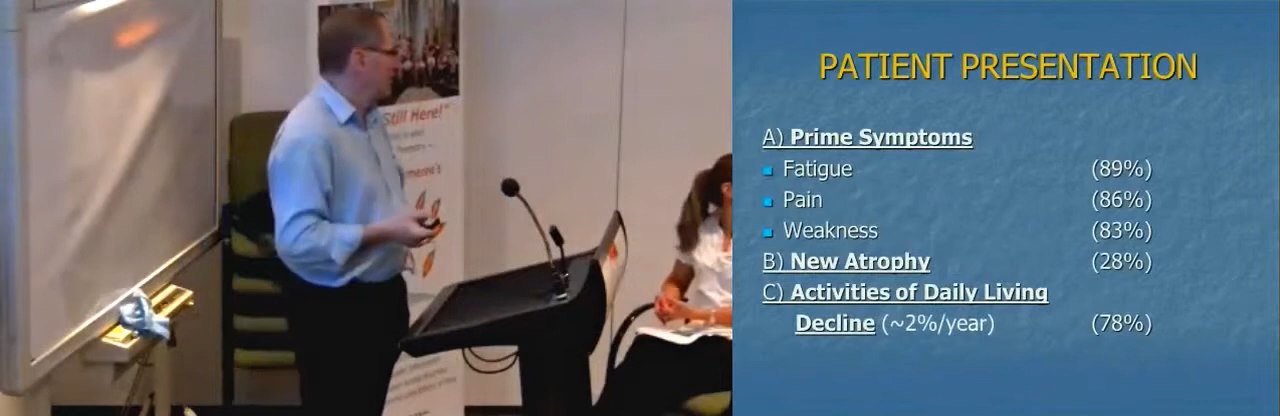 Still Here!"
PATIENT PRESENTATION
A) Prime Symptoms
Fatigue (89%)
Pain (86%)
Weakness (83%)
B) New Atrophy (28%)
C) Activities of Daily Living
Decline (~2%/year) (78%)